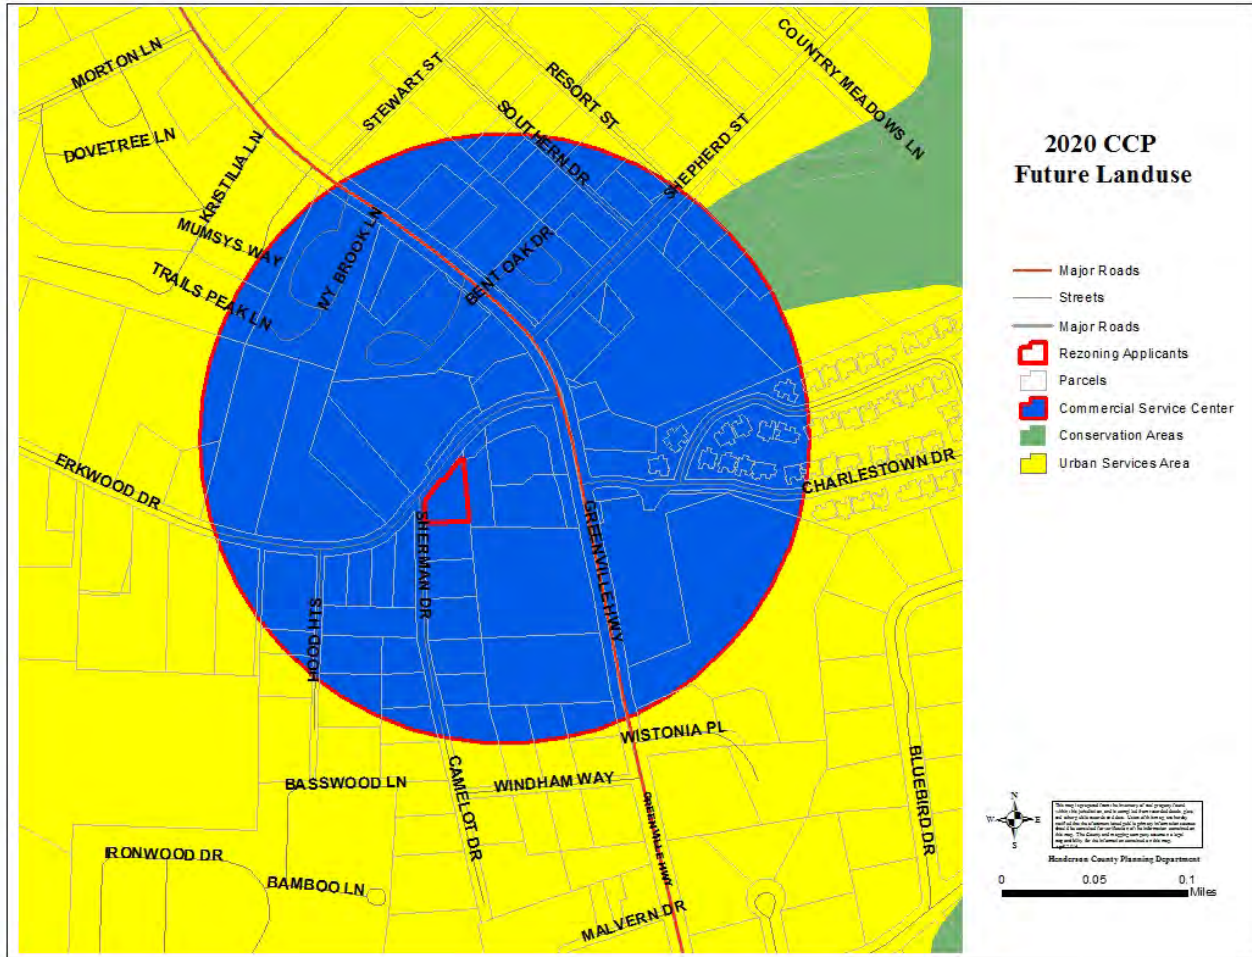 MORTON LN
DOVETREE LN
KRISTILIA LN
STEWART ST
RESORT ST
SOUTHERN DR
COUNTRY MEADOWS LN
SHEPHERD ST
MUMSYS WAY
TRAILS PEAK LN
IVY BROOK LN
BENT OAK DR
ERKWOOD DR
CHARLESTOWN DR
SHERMAN DR
GREENVILLE HWY
HOOD HTS
WISTONIA PL
BASSWOOD LN
CAMELOT DR
WINDHAM WAY
BLUEBIRD DR
GREENVILLE HWY
IRONWOOD DR
BAMBOO LN
MALVERN DR
2020 CCP
Future Landuse
Major Roads
Streets
Major Roads
Rezoning Applicants
Parcels
Commercial Service Center
Conservation Areas
Urban Services Area
N
W
E
S
Henderson County Planning Department
0 0.05 0.1
Miles